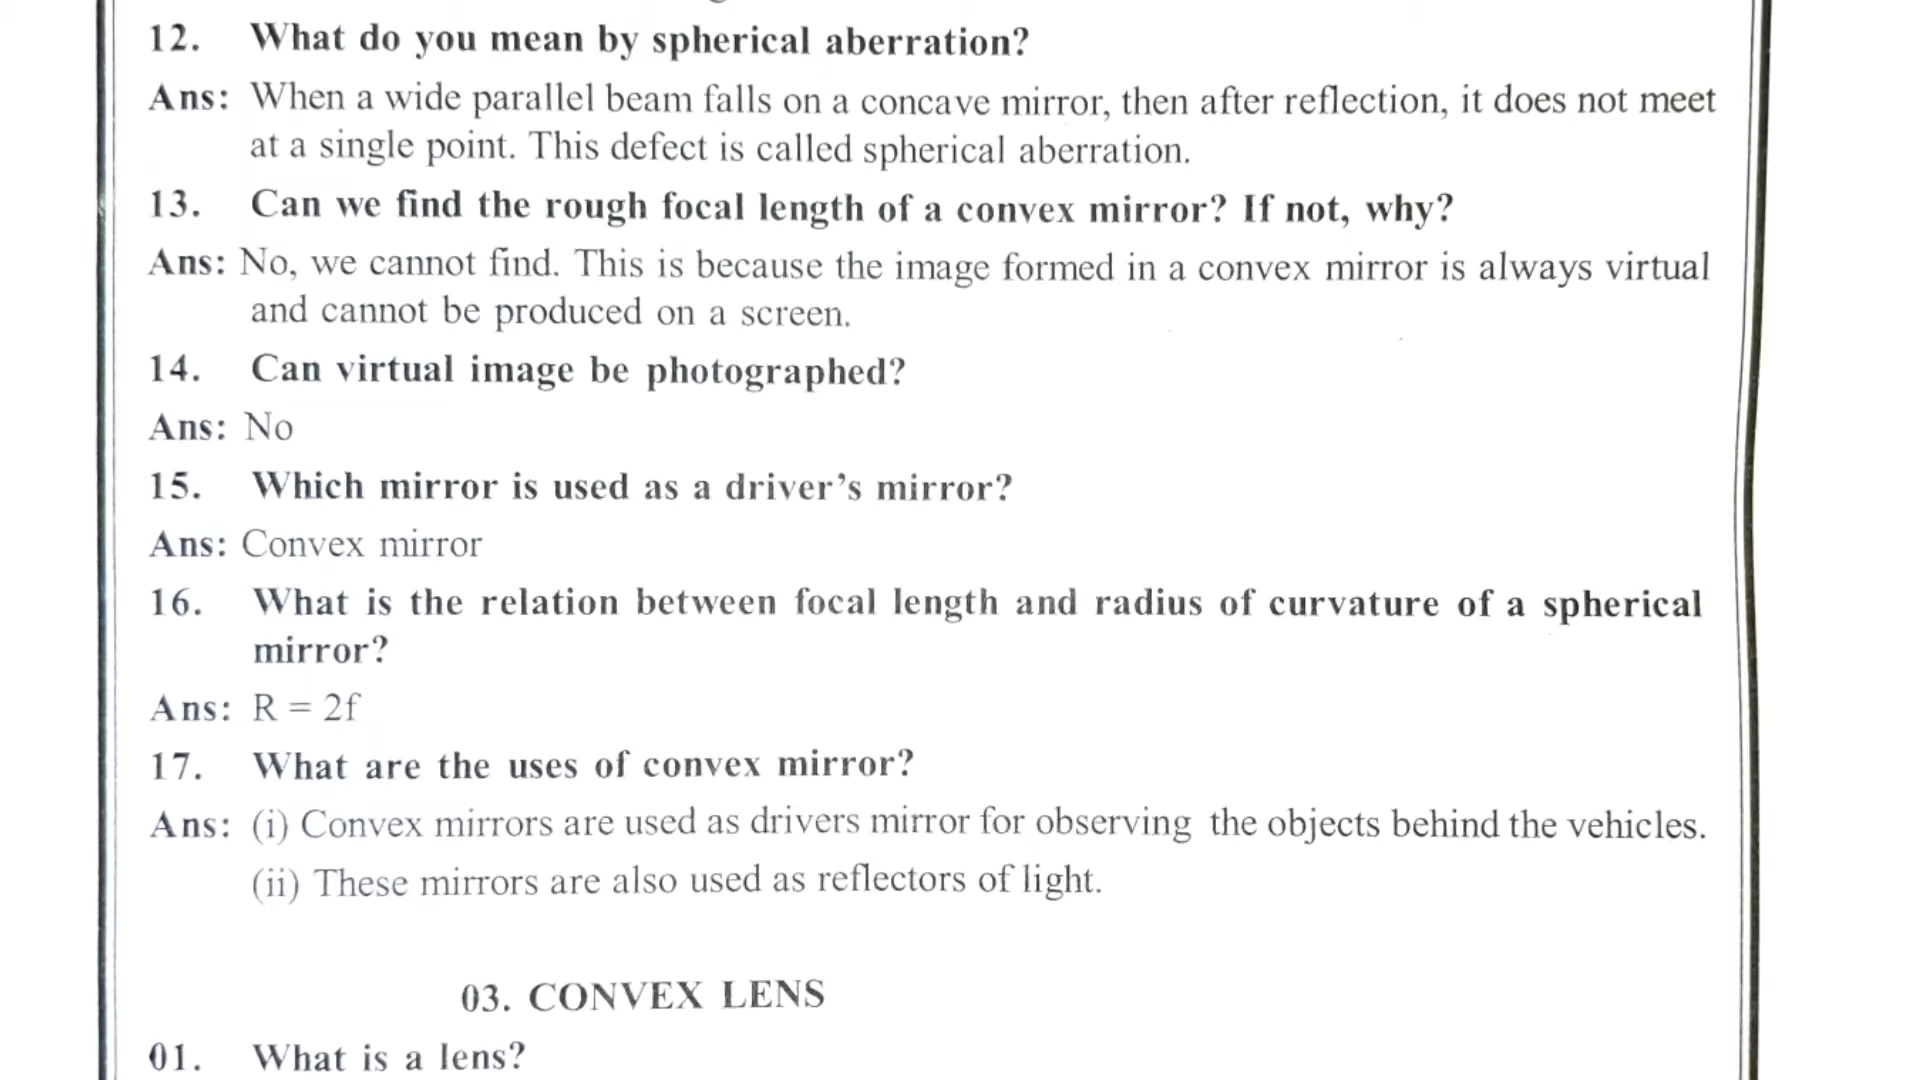 12. What do you mean by spherical aberration?
Ans: When a wide parallel beam falls on a concave mirror, then after reflection, it does not meet
at a single point. This defect is called spherical aberration.
13. Can we find the rough focal length of a convex mirror? If not, why?
Ans: No, we cannot find. This is because the image formed in a convex mirror is always virtual
and cannot be produced on a screen.
14. Can virtual image be photographed?
Ans: No
15. Which mirror is used as a driver's mirror?
Ans: Convex mirror
16. What is the relation between focal length and radius of curvature of a spherical
mirror?
Ans: R = 2f
17. What are the uses of convex mirror?
Ans: (i) Convex mirrors are used as drivers mirror for observing the objects behind the vehicles.
(ii) These mirrors are also used as reflectors of light.
03. CONVEX LENS
01. What is a lens?